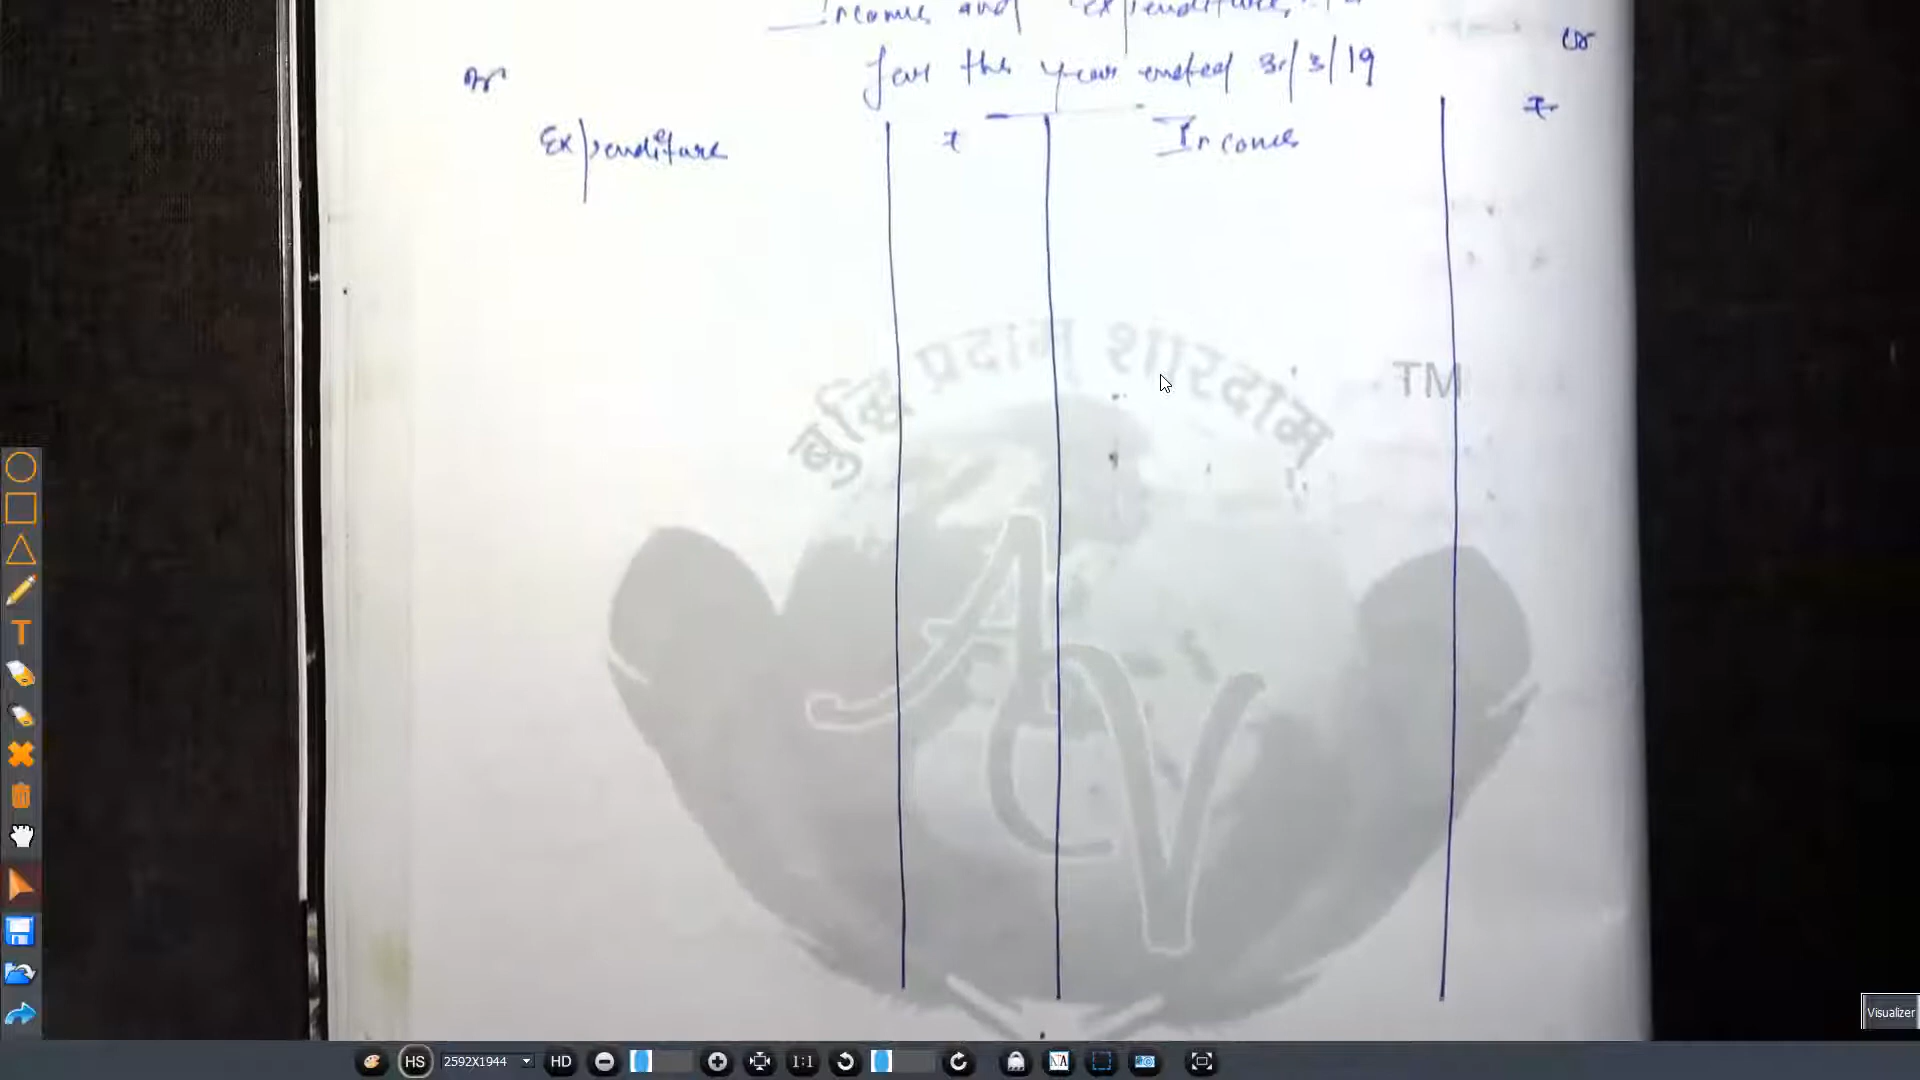 Income and Expenditure A/c
for the year ended 31/3/19
Dr
Cr
Expenditure ₹ Income ₹
बुद्धि प्रदाम् शारदाम्
TM
ACV
HS 2592X1944 HD 1:1
Visualizer